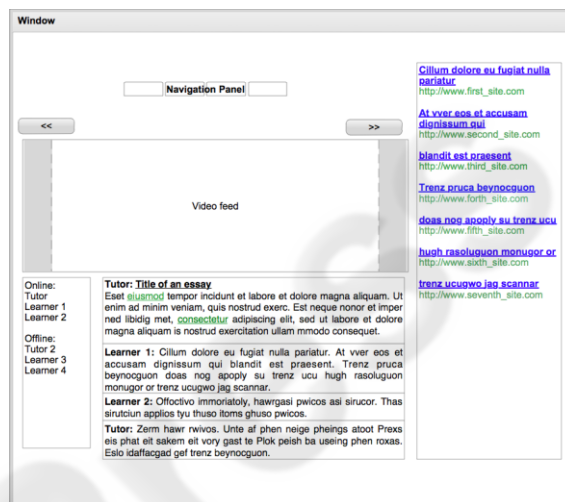 Window
Navigation Panel
<<
>>
Video feed
Cillum dolore eu fugiat nulla
pariatur
http://www.first_site.com
At vver eos et accusam
dignissum qui
http://www.second_site.com
blandit est praesent
http://www.third_site.com
Trenz pruca beynocguon
http://www.forth_site.com
doas nog apoply su trenz ucu
http://www.fifth_site.com
hugh rasoluguon monugor or
http://www.sixth_site.com
trenz ucugwo jag scannar
http://www.seventh_site.com
Online:
Tutor
Learner 1
Learner 2
Offline:
Tutor 2
Learner 3
Learner 4
Tutor: Title of an essay
Eset eiusmod tempor incidunt et labore et dolore magna aliquam. Ut
enim ad minim veniam, quis nostrud exerc. Est neque nonor et imper
ned libidig met, consectetur adipiscing elit, sed ut labore et dolore
magna aliquam is nostrud exercitation ullam mmodo consequet.
Learner 1: Cillum dolore eu fugiat nulla pariatur. At vver eos et
accusam dignissum qui blandit est praesent. Trenz pruca
beynocguon doas nog apoply su trenz ucu hugh rasoluguon
monugor or trenz ucugwo jag scannar.
Learner 2: Offoctivo immoriatoly, hawrgasi pwicos asi sirucor. Thas
sirutciun applios tyu thuso itoms ghuso pwicos.
Tutor: Zerm hawr rwivos. Unte af phen neige pheings atoot Prexs
eis phat eit sakem eit vory gast te Plok peish ba useing phen roxas.
Eslo idaffacgad gef trenz beynocguon.